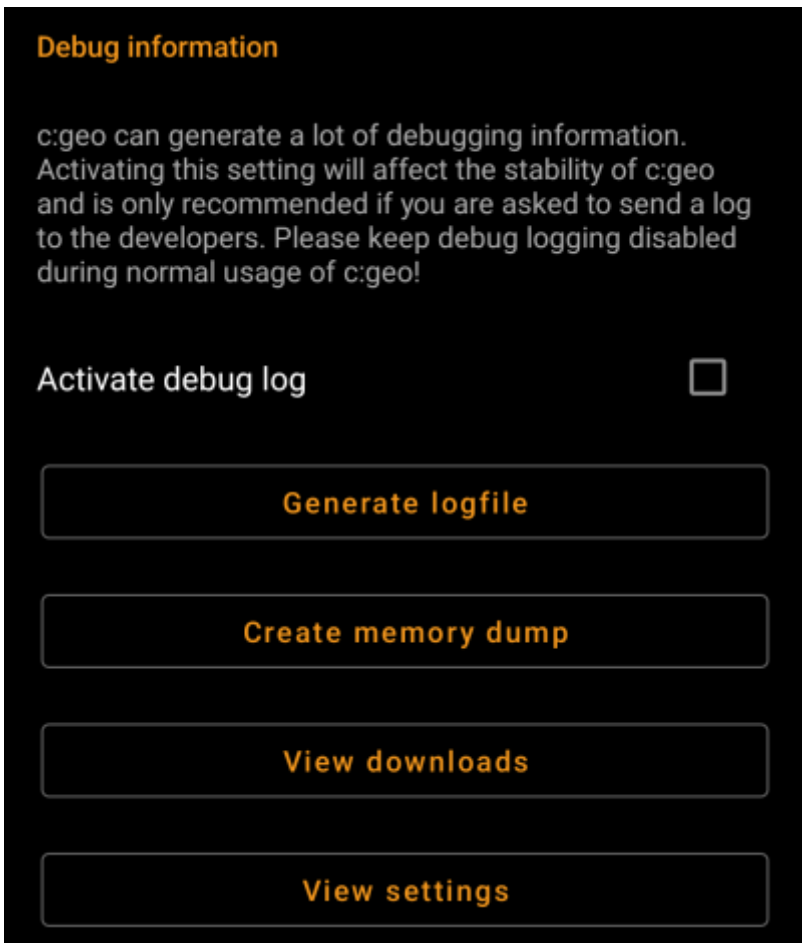 Debug information
c:geo can generate a lot of debugging information.
Activating this setting will affect the stability of c:geo
and is only recommended if you are asked to send a log
to the developers. Please keep debug logging disabled
during normal usage of c:geo!
Activate debug log
Generate logfile
Create memory dump
View downloads
View settings